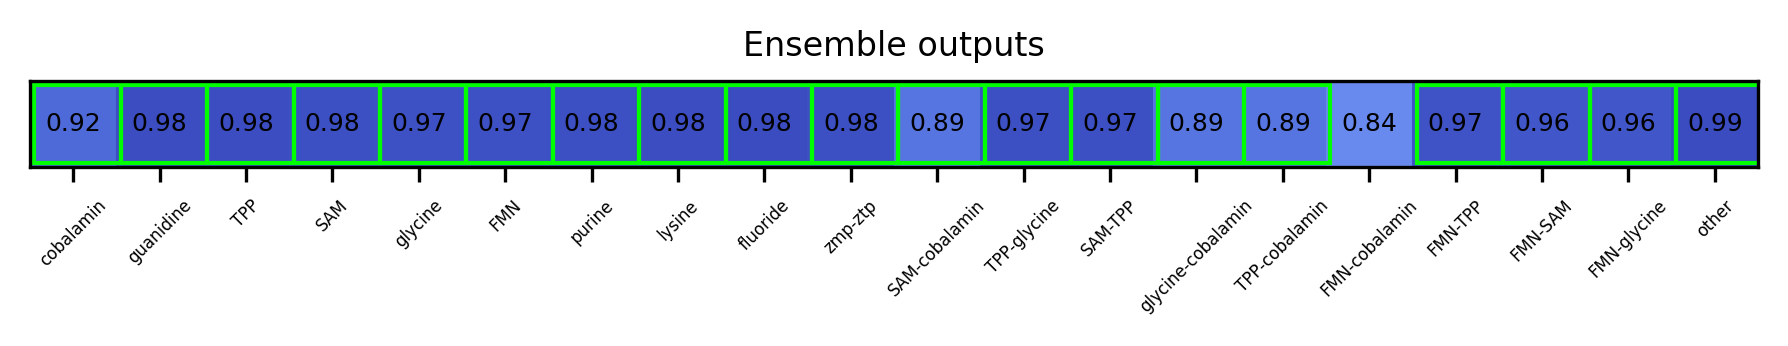 Ensemble outputs
0.92 0.98 0.98 0.98 0.97 0.97 0.98 0.98 0.98 0.98 0.89 0.97 0.97 0.89 0.89 0.84 0.97 0.96 0.96 0.99
cobalamin guanidine TPP SAM glycine FMN purine lysine fluoride zmp-ztp SAM-cobalamin TPP-glycine SAM-TPP glycine-cobalamin TPP-cobalamin FMN-cobalamin FMN-TPP FMN-SAM FMN-glycine other